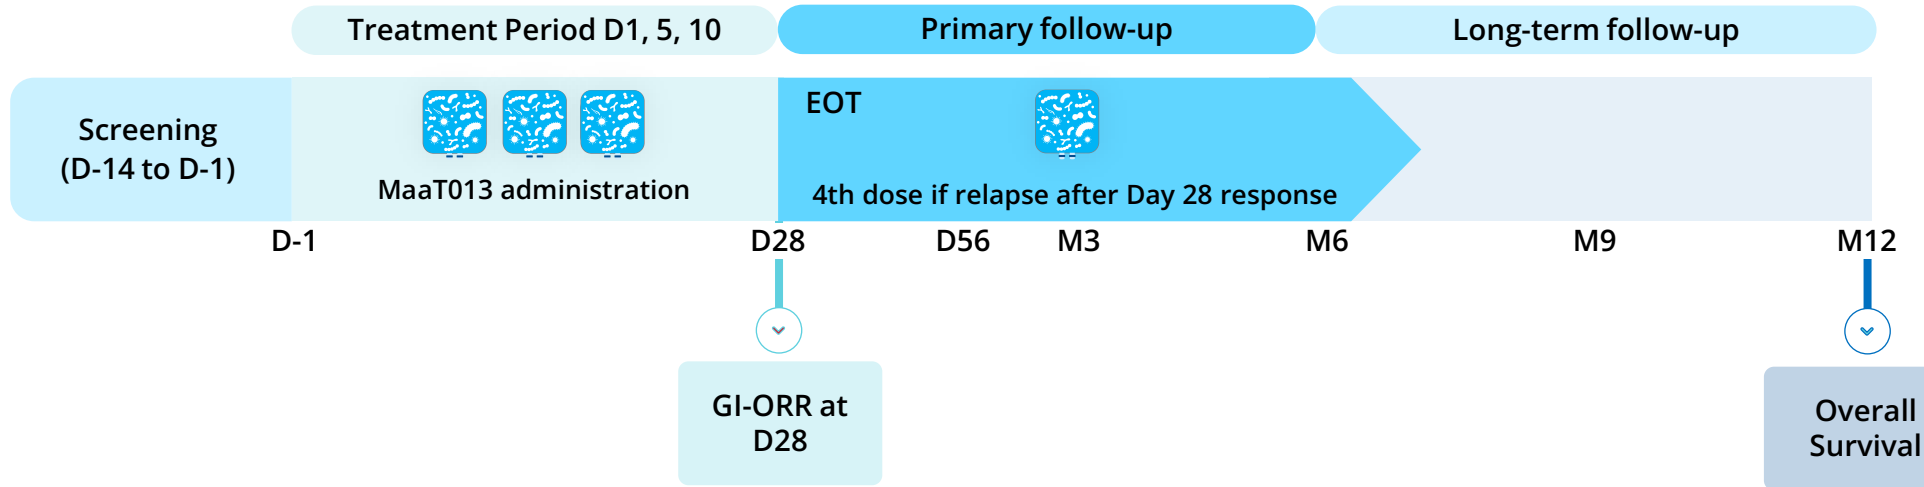 Treatment Period D1, 5, 10
Primary follow-up
Long-term follow-up
Screening
(D-14 to D-1)
MaaT013 administration
EOT
4th dose if relapse after Day 28 response
D-1
D28
D56
M3
M6
M9
M12
GI-ORR at
D28
Overall
Survival